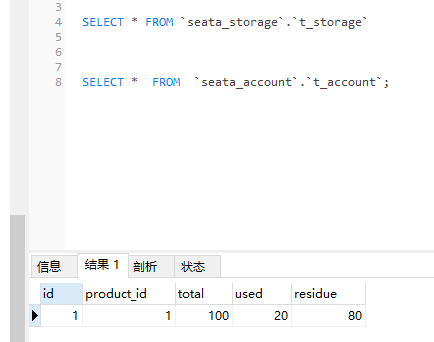 3
4 SELECT * FROM `seata_storage`.`t_storage`
5
6
7
8 SELECT * FROM `seata_account`.`t_account`;
信息 结果 1 剖析 状态
id product_id total used residue
1 1 100 20 80